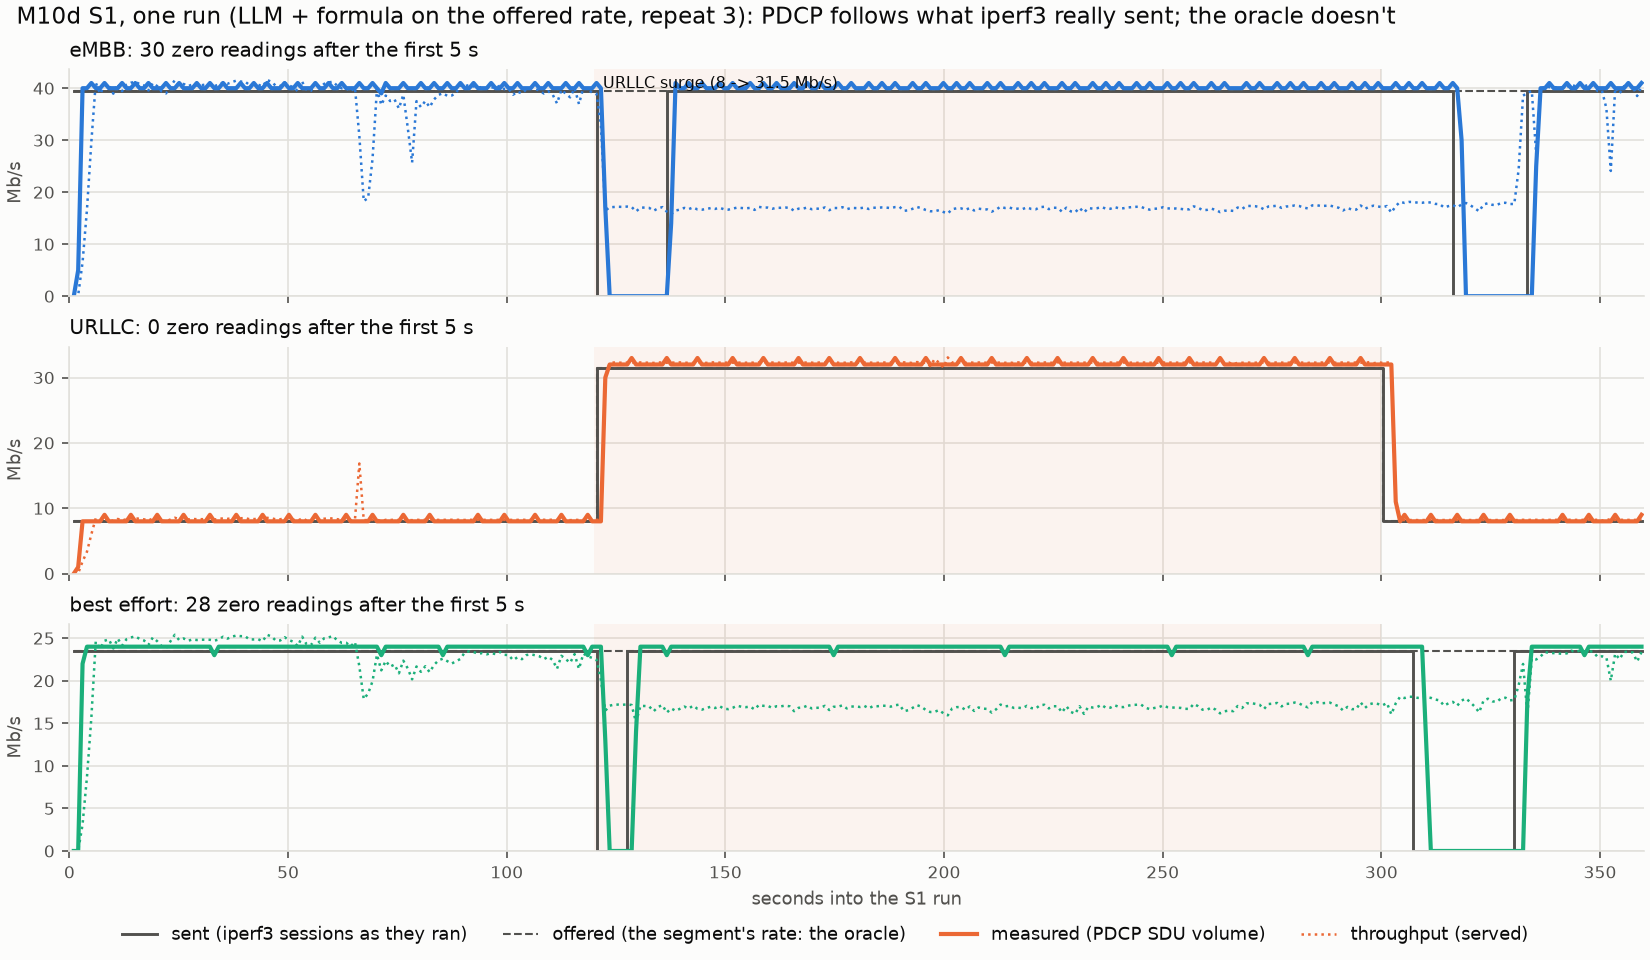 M10d S1, one run (LLM + formula on the offered rate, repeat 3): PDCP follows what iperf3 really sent; the oracle doesn't
eMBB: 30 zero readings after the first 5 s
URLLC surge (8 -> 31.5 Mb/s)
40
30
20
10
0
Mb/s
URLLC: 0 zero readings after the first 5 s
30
20
10
0
Mb/s
best effort: 28 zero readings after the first 5 s
25
20
15
10
5
0
Mb/s
0 50 100 150 200 250 300 350
seconds into the S1 run
sent (iperf3 sessions as they ran) offered (the segment's rate: the oracle) measured (PDCP SDU volume) throughput (served)